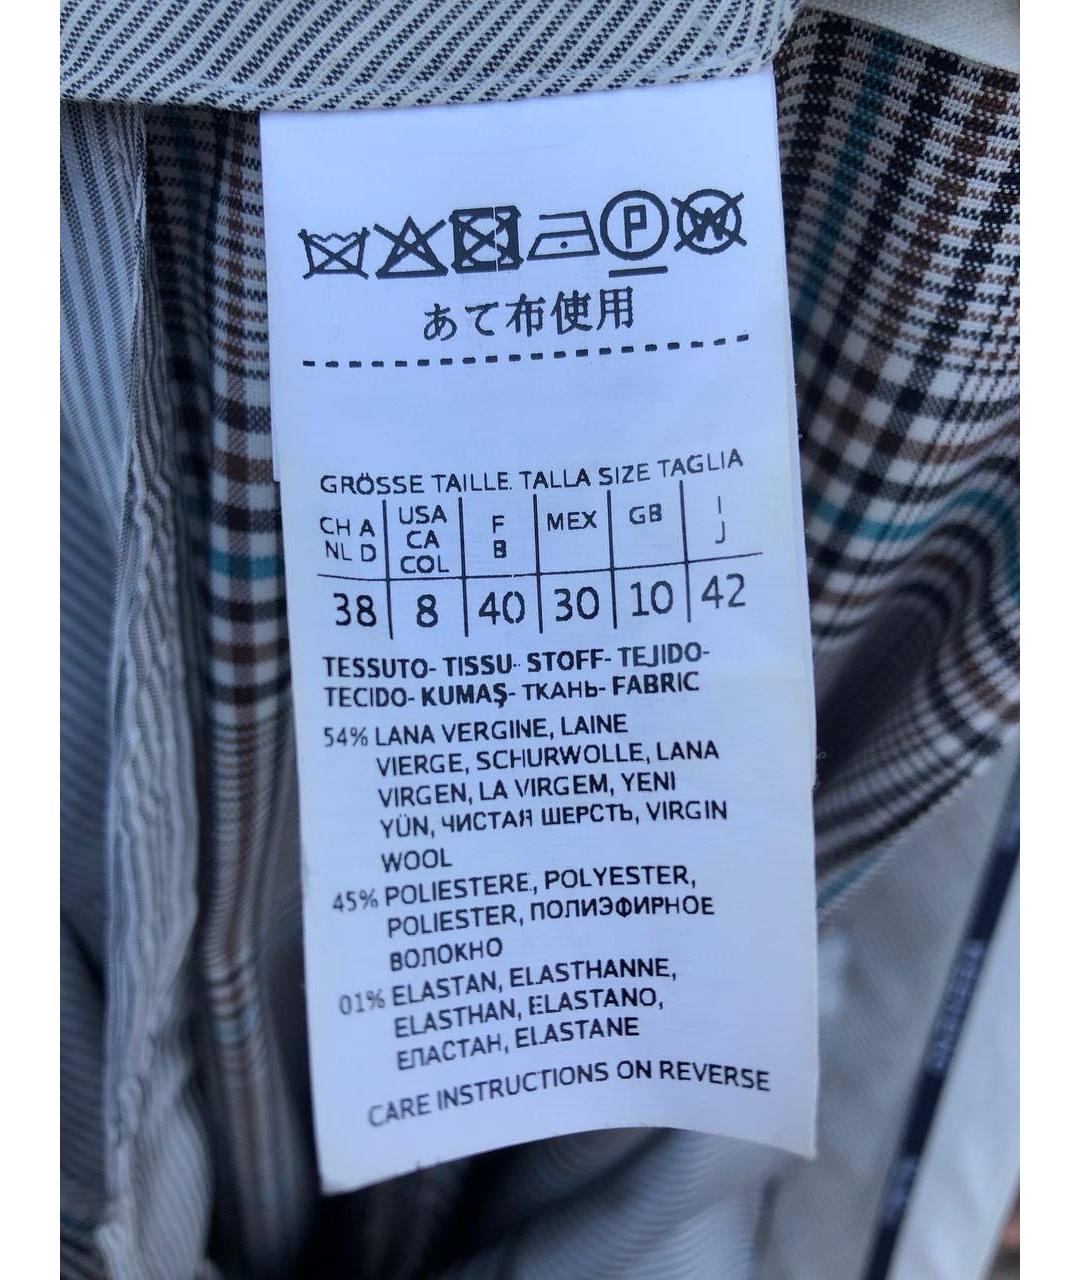 P W
あて布使用
GRÖSSE TAILLE TALLA SIZE TAGLIA
CH A NL D USA CA COL F B MEX GB I J
38 8 40 30 10 42
TESSUTO- TISSU- STOFF- TEJIDO-
TECIDO- KUMAŞ- ТКАНЬ- FABRIC
54% LANA VERGINE, LAINE
VIERGE, SCHURWOLLE, LANA
VIRGEN, LA VIRGEM, YENI
YÜN, ЧИСТАЯ ШЕРСТЬ, VIRGIN
WOOL
45% POLIESTERE, POLYESTER,
POLIESTER, ПОЛИЭФИРНОЕ
ВОЛОКНО
01% ELASTAN, ELASTHANNE,
ELASTHAN, ELASTANO,
ЕЛАСТАН, ELASTANE
CARE INSTRUCTIONS ON REVERSE